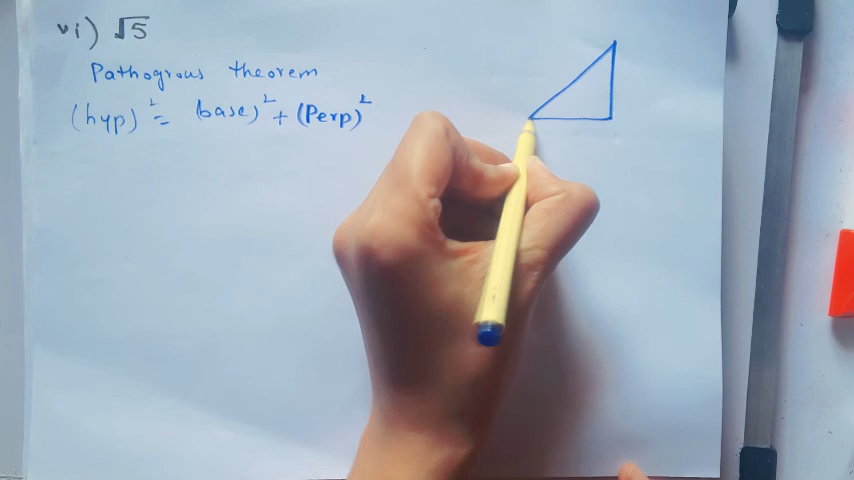 vi) √5
Pathogrous theorem
(hyp)² = (base)² + (Perp)²